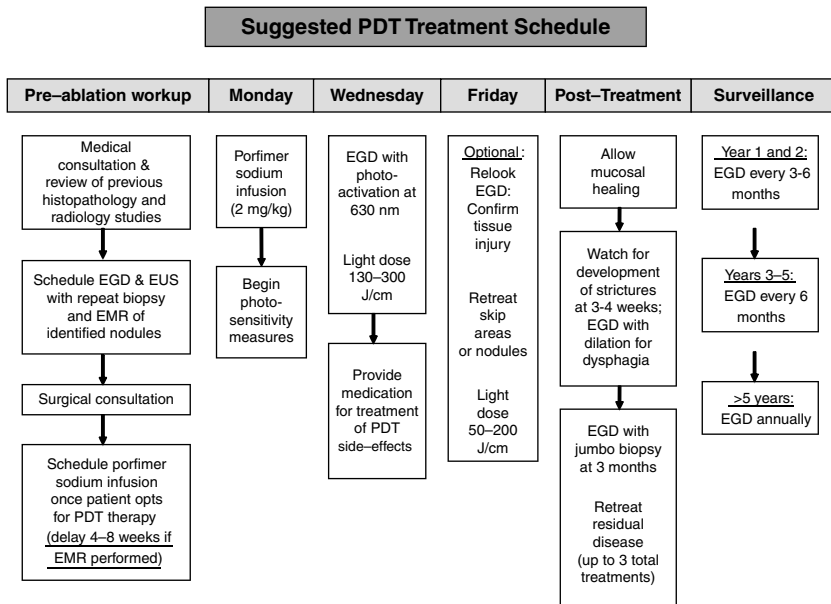 Suggested PDT Treatment Schedule
Pre–ablation workup
Monday
Wednesday
Friday
Post–Treatment
Surveillance
Medical
consultation &
review of previous
histopathology and
radiology studies
Schedule EGD & EUS
with repeat biopsy
and EMR of
identified nodules
Surgical consultation
Schedule porfimer
sodium infusion
once patient opts
for PDT therapy
(delay 4–8 weeks if
EMR performed)
Porfimer
sodium
infusion
(2 mg/kg)
Begin
photo-
sensitivity
measures
EGD with
photo-
activation at
630 nm
Light dose
130–300
J/cm
Provide
medication
for treatment
of PDT
side–effects
Optional:
Relook
EGD:
Confirm
tissue
injury
Retreat
skip
areas
or nodules
Light
dose
50–200
J/cm
Allow
mucosal
healing
Watch for
development
of strictures
at 3-4 weeks;
EGD with
dilation for
dysphagia
EGD with
jumbo biopsy
at 3 months
Retreat
residual
disease
(up to 3 total
treatments)
Year 1 and 2:
EGD every 3-6
months
Years 3–5:
EGD every 6
months
>5 years:
EGD annually